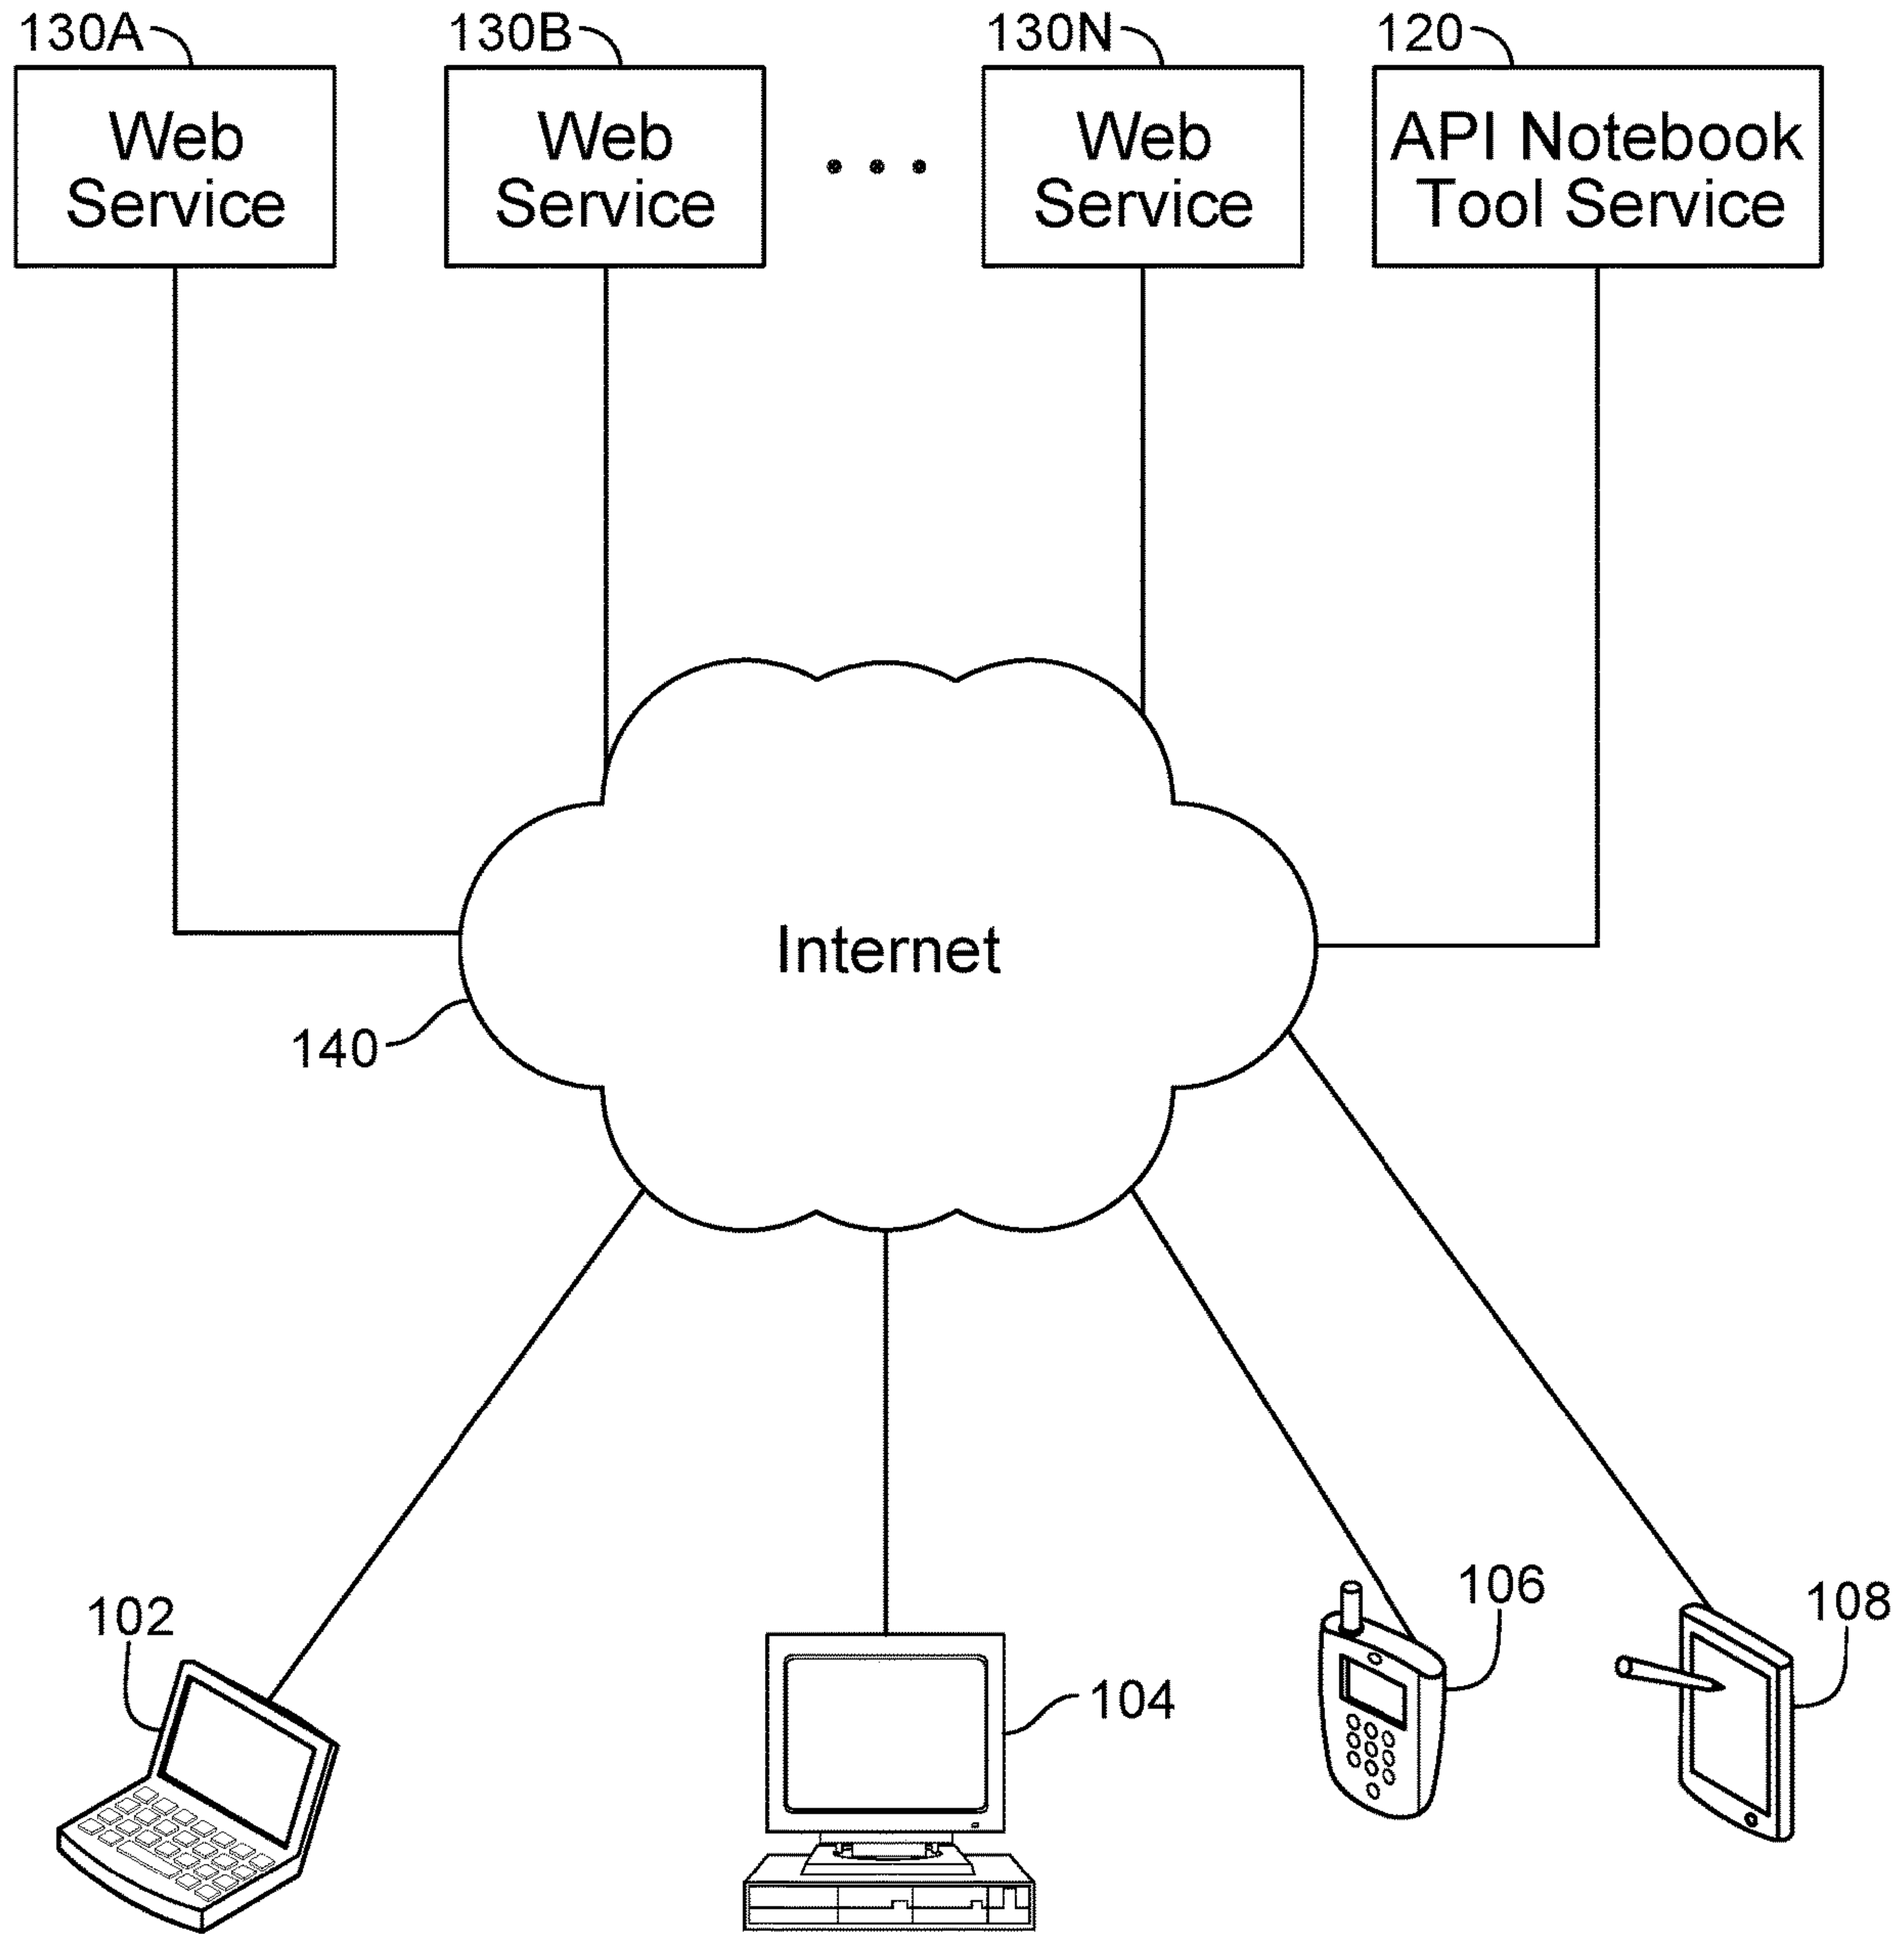 130A 130B 130N 120
Web Service
Web Service
Web Service
API Notebook
Tool Service
Internet
140
102
104
106
108